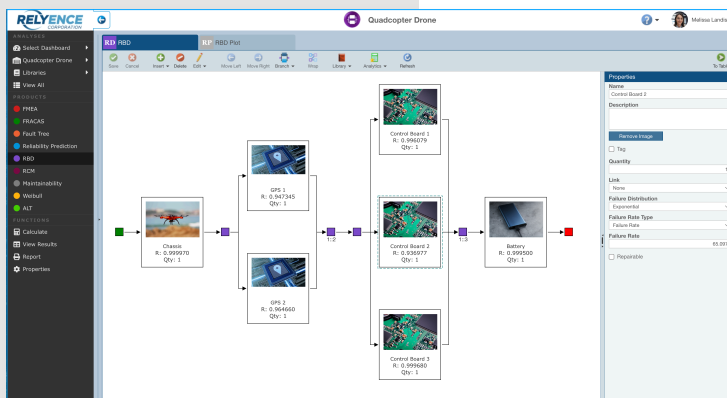 RELYENCE
CORPORATION
Quadcopter Drone
Melissa Landis
ANALYSES
Select Dashboard
Quadcopter Drone
Libraries
View All
PRODUCTS
FMEA
FRACAS
Fault Tree
Reliability Prediction
RBD
RCM
Maintainability
Weibull
ALT
FUNCTIONS
Calculate
View Results
Report
Properties
RD RBD
RP RBD Plot
Save Cancel Insert Delete Edit Move Left Move Right Branch Wrap Library Analytics Refresh
To Tabl
Chassis
R: 0.999970
Qty: 1
GPS 1
R: 0.947345
Qty: 1
GPS 2
R: 0.964660
Qty: 1
1:2
Control Board 1
R: 0.996079
Qty: 1
Control Board 2
R: 0.936977
Qty: 1
Control Board 3
R: 0.999680
Qty: 1
1:3
Battery
R: 0.999500
Qty: 1
Properties
Name
Control Board 2
Description
Remove Image
Tag
Quantity
1
Link
None
Failure Distribution
Exponential
Failure Rate Type
Failure Rate
Failure Rate
Repairable